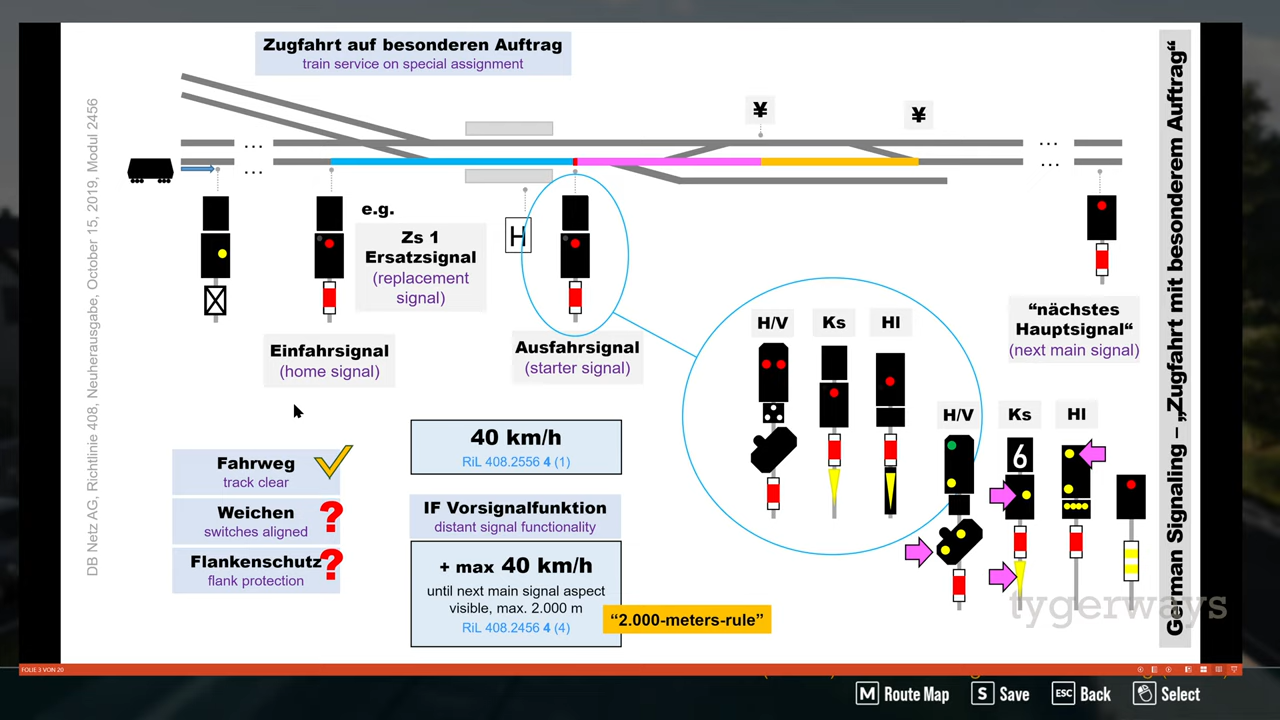 Zugfahrt auf besonderen Auftrag
train service on special assignment
DB Netz AG, Richtlinie 408, Neuherausgabe, October 15, 2019, Modul 2456
German Signaling – „Zugfahrt mit besonderem Auftrag“
¥
¥
...
...
...
...
e.g.
Zs 1
Ersatzsignal
(replacement
signal)
H
Einfahrsignal
(home signal)
Ausfahrsignal
(starter signal)
“nächstes
Hauptsignal“
(next main signal)
H/V
Ks
Hl
H/V
Ks
Hl
6
Fahrweg
track clear
Weichen
switches aligned
?
Flankenschutz
flank protection
?
40 km/h
RiL 408.2556 4 (1)
IF Vorsignalfunktion
distant signal functionality
+ max 40 km/h
until next main signal aspect
visible, max. 2.000 m
RiL 408.2456 4 (4)
“2.000-meters-rule”
tygerways
FOLIE 3 VON 20
M Route Map
S Save
ESC Back
Select